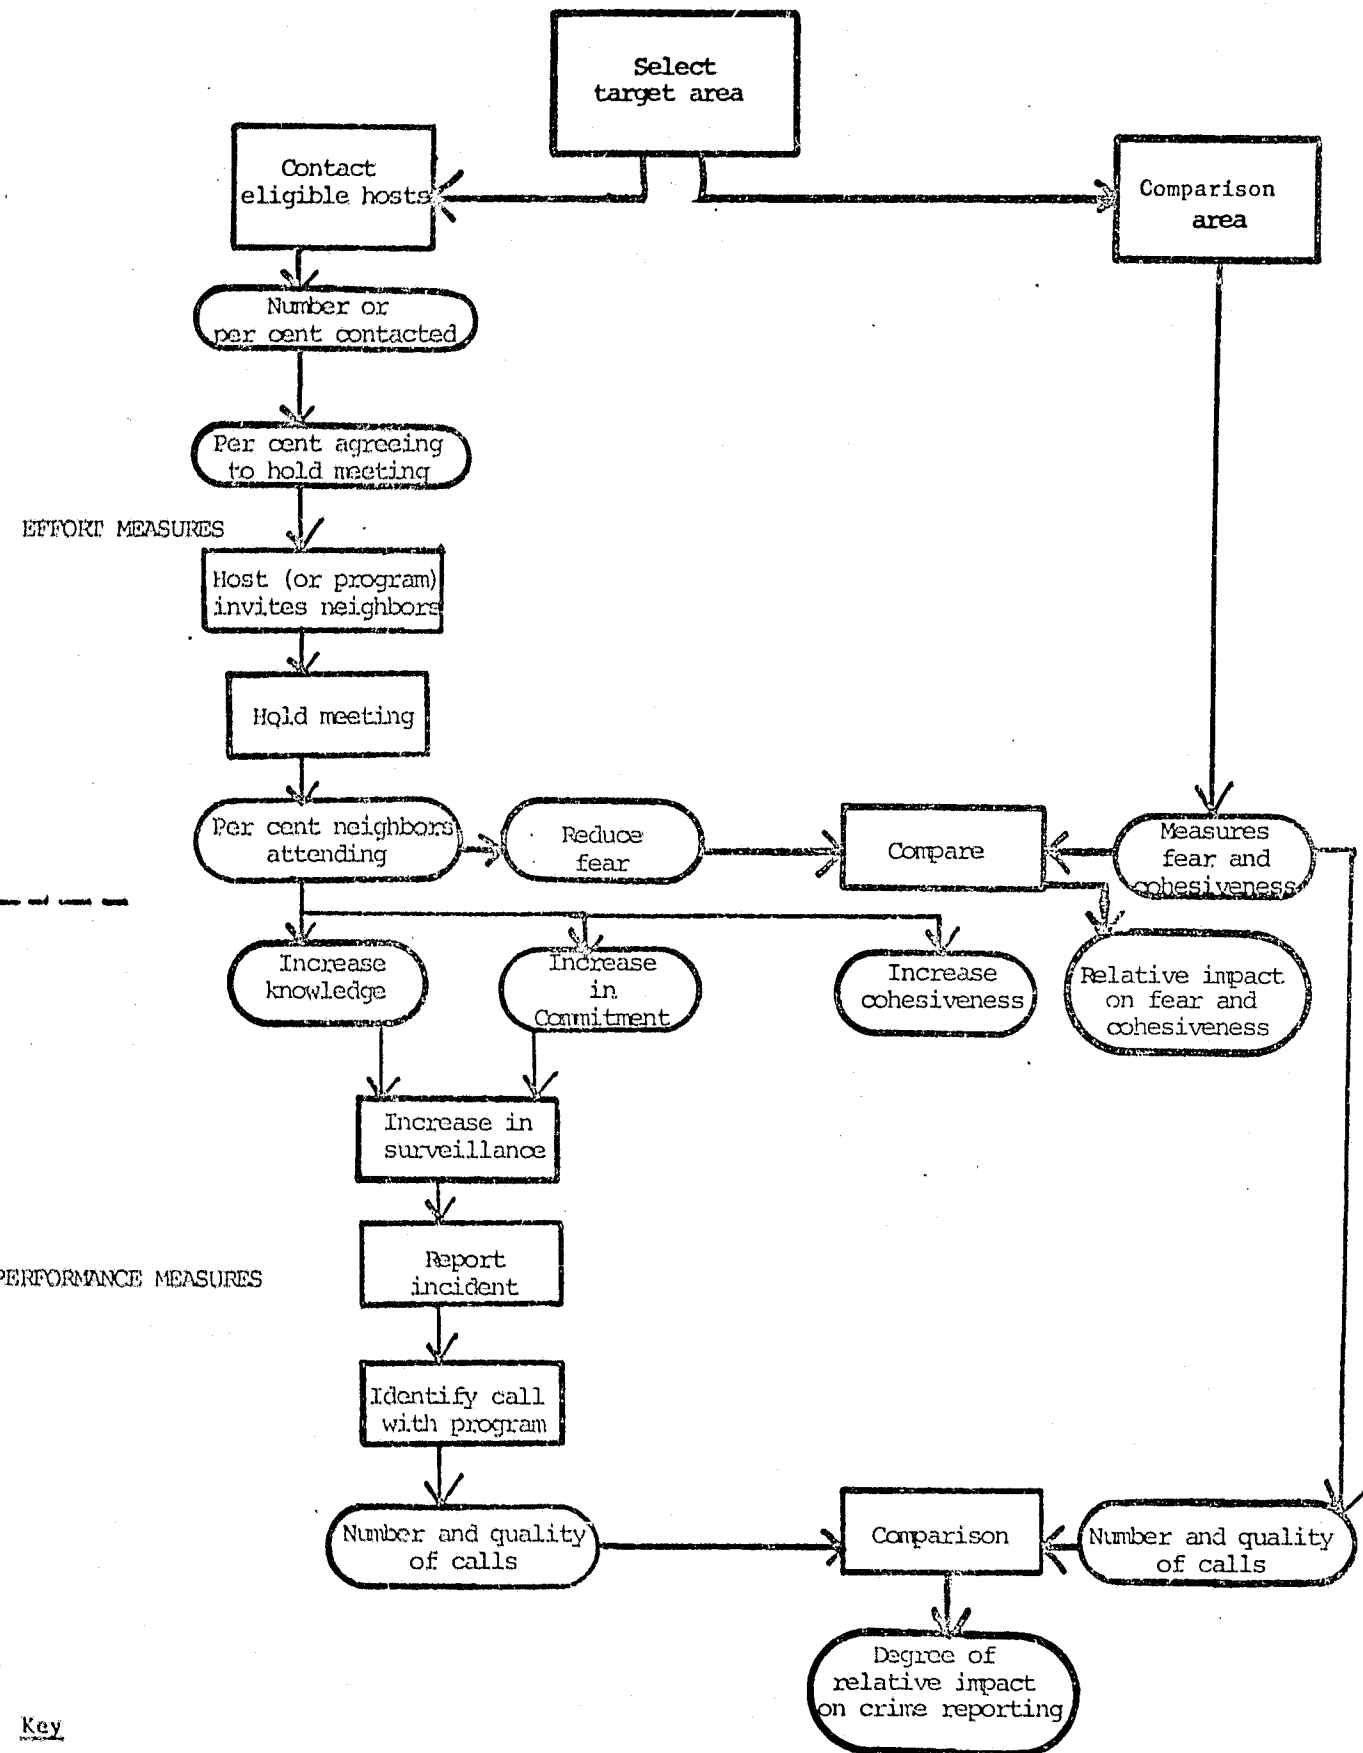 Select
target area
Contact
eligible hosts
Comparison
area
Number or
per cent contacted
Per cent agreeing
to hold meeting
EFFORT MEASURES
Host (or program)
invites neighbors
Hold meeting
Per cent neighbors
attending
Reduce
fear
Compare
Measures
fear and
cohesiveness
Increase
knowledge
Increase
in
Commitment
Increase
cohesiveness
Relative impact
on fear and
cohesiveness
Increase in
surveillance
Report
incident
PERFORMANCE MEASURES
Identify call
with program
Number and quality
of calls
Comparison
Number and quality
of calls
Degree of
relative impact
on crime reporting
Key